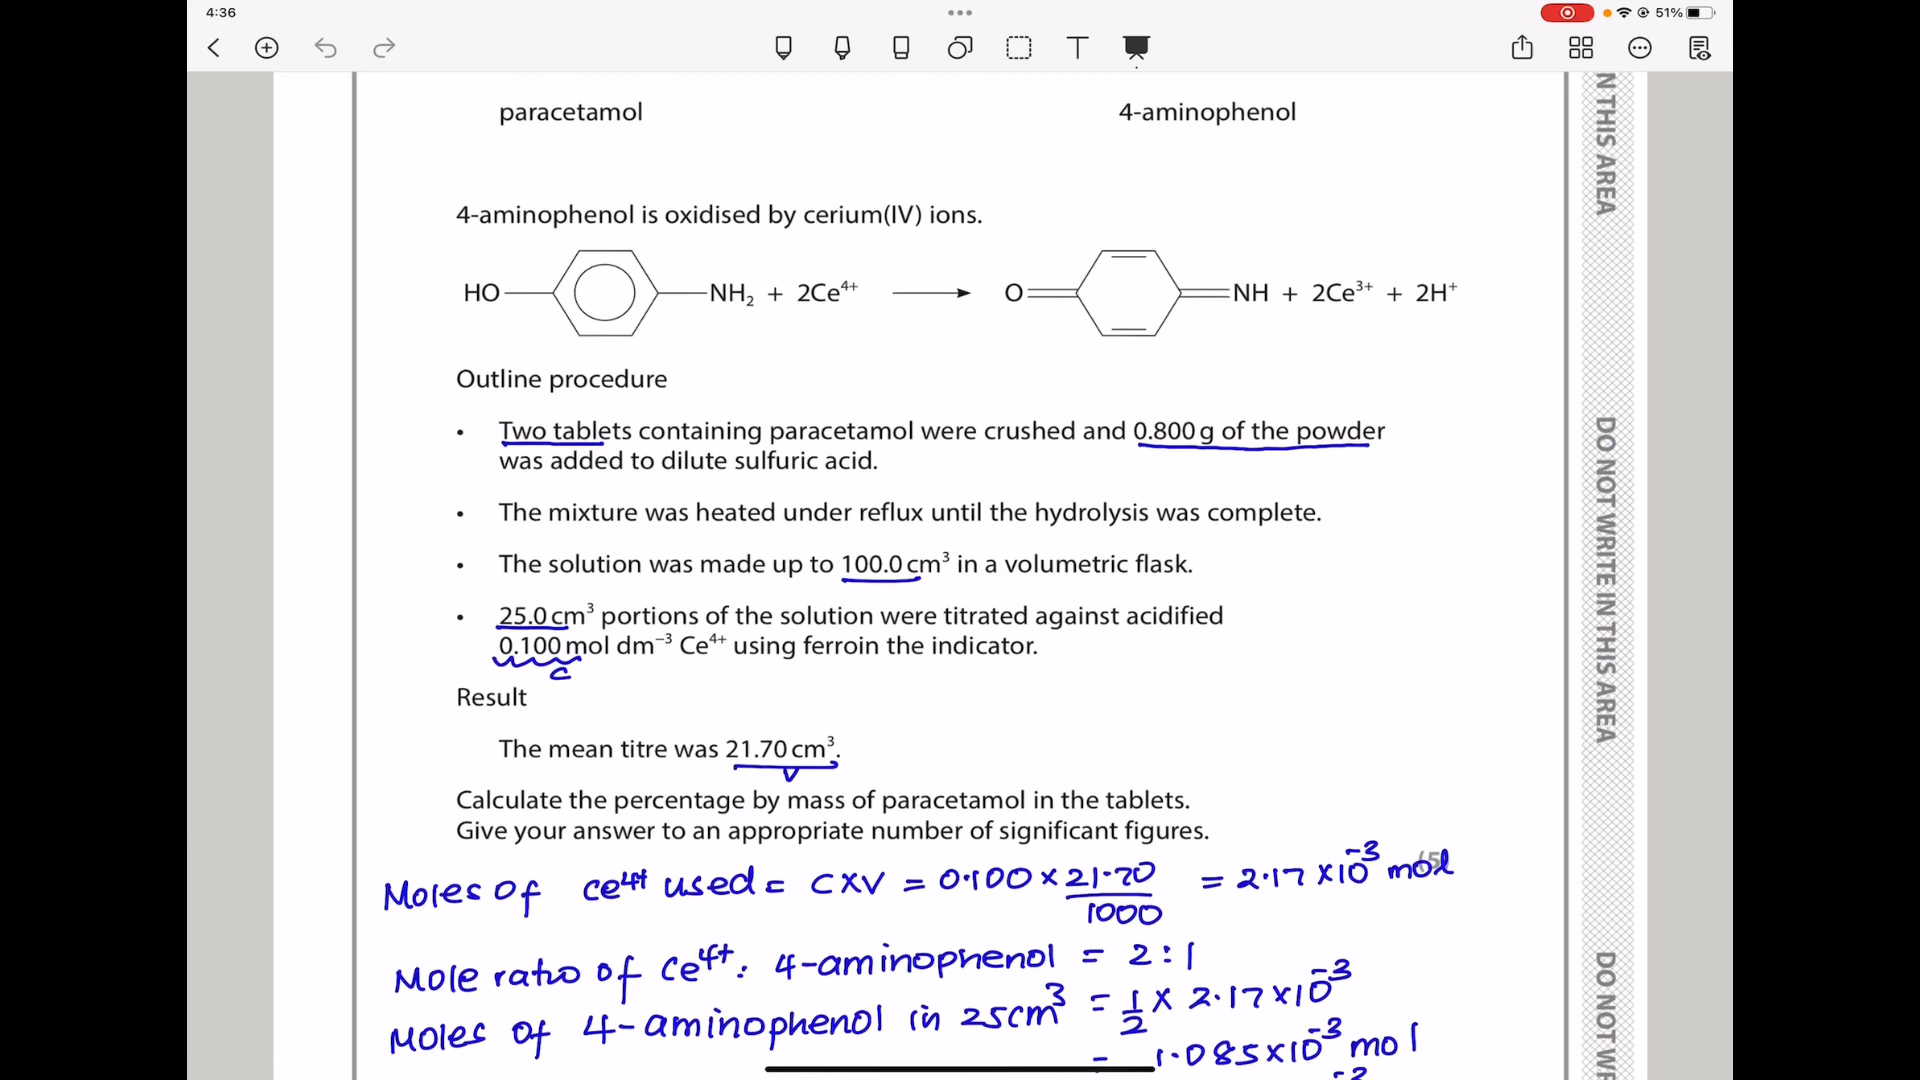 4:36
51%
paracetamol 4-aminophenol
4-aminophenol is oxidised by cerium(IV) ions.
HO NH₂ + 2Ce⁴⁺ → O NH + 2Ce³⁺ + 2H⁺
Outline procedure
• Two tablets containing paracetamol were crushed and 0.800 g of the powder
was added to dilute sulfuric acid.
• The mixture was heated under reflux until the hydrolysis was complete.
• The solution was made up to 100.0 cm³ in a volumetric flask.
• 25.0 cm³ portions of the solution were titrated against acidified
0.100 mol dm⁻³ Ce⁴⁺ using ferroin the indicator.
c
Result
The mean titre was 21.70 cm³.
v
Calculate the percentage by mass of paracetamol in the tablets.
Give your answer to an appropriate number of significant figures.
(5)
Moles of ce⁴⁺ used = c×v = 0.100 × 21.70/1000 = 2.17 × 10⁻³ mol
Mole ratio of ce⁴⁺ : 4-aminophenol = 2 : 1
Moles of 4-aminophenol in 25cm³ = 1/2 × 2.17 × 10⁻³
= 1.085 × 10⁻³ mol
N THIS AREA
DO NOT WRITE IN THIS AREA
DO NOT WR